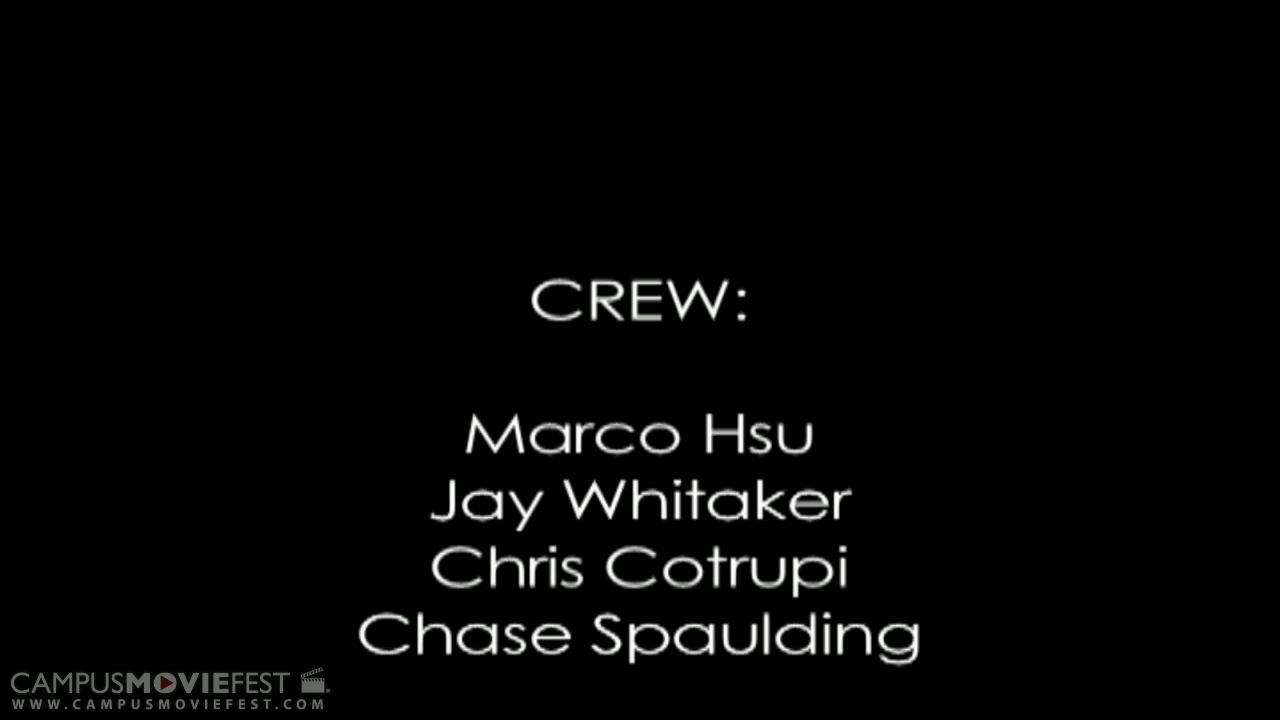 CREW:
Marco Hsu
Jay Whitaker
Chris Cotrupi
Chase Spaulding
CAMPUSMOVIEFEST
WWW.CAMPUSMOVIEFEST.COM